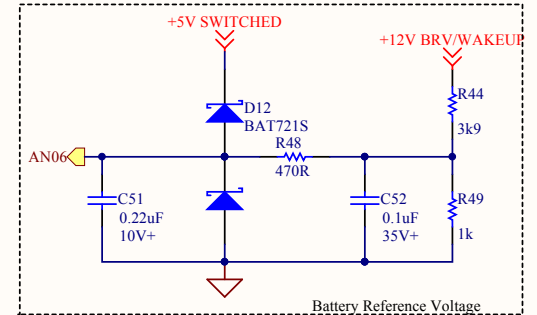 +5V SWITCHED
+12V BRV/WAKEUP
D12
BAT721S
R44
3k9
AN06
R48
470R
C51
0.22uF
10V+
C52
0.1uF
35V+
R49
1k
Battery Reference Voltage